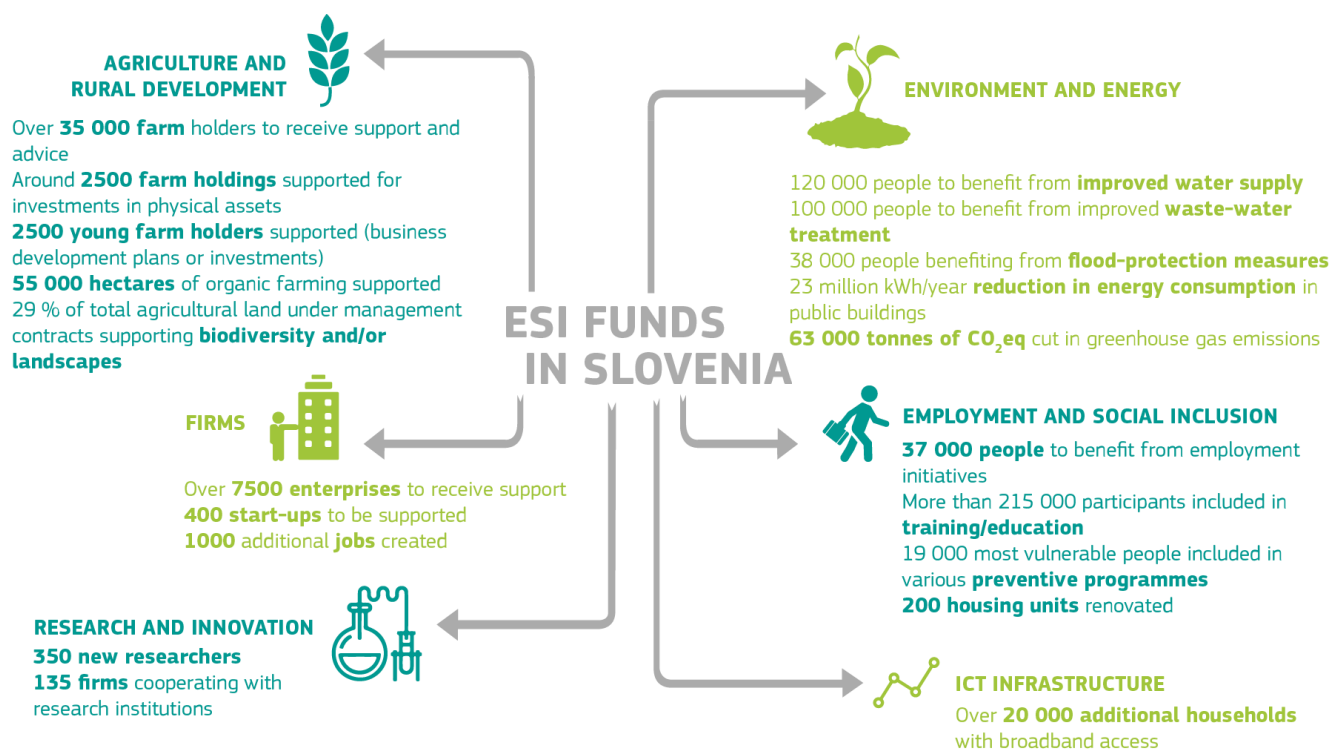 AGRICULTURE AND
RURAL DEVELOPMENT
Over 35 000 farm holders to receive support and
advice
Around 2500 farm holdings supported for
investments in physical assets
2500 young farm holders supported (business
development plans or investments)
55 000 hectares of organic farming supported
29 % of total agricultural land under management
contracts supporting biodiversity and/or
landscapes
ENVIRONMENT AND ENERGY
120 000 people to benefit from improved water supply
100 000 people to benefit from improved waste-water
treatment
38 000 people benefiting from flood-protection measures
23 million kWh/year reduction in energy consumption in
public buildings
63 000 tonnes of CO₂eq cut in greenhouse gas emissions
ESI FUNDS
IN SLOVENIA
FIRMS
Over 7500 enterprises to receive support
400 start-ups to be supported
1000 additional jobs created
EMPLOYMENT AND SOCIAL INCLUSION
37 000 people to benefit from employment
initiatives
More than 215 000 participants included in
training/education
19 000 most vulnerable people included in
various preventive programmes
200 housing units renovated
RESEARCH AND INNOVATION
350 new researchers
135 firms cooperating with
research institutions
ICT INFRASTRUCTURE
Over 20 000 additional households
with broadband access